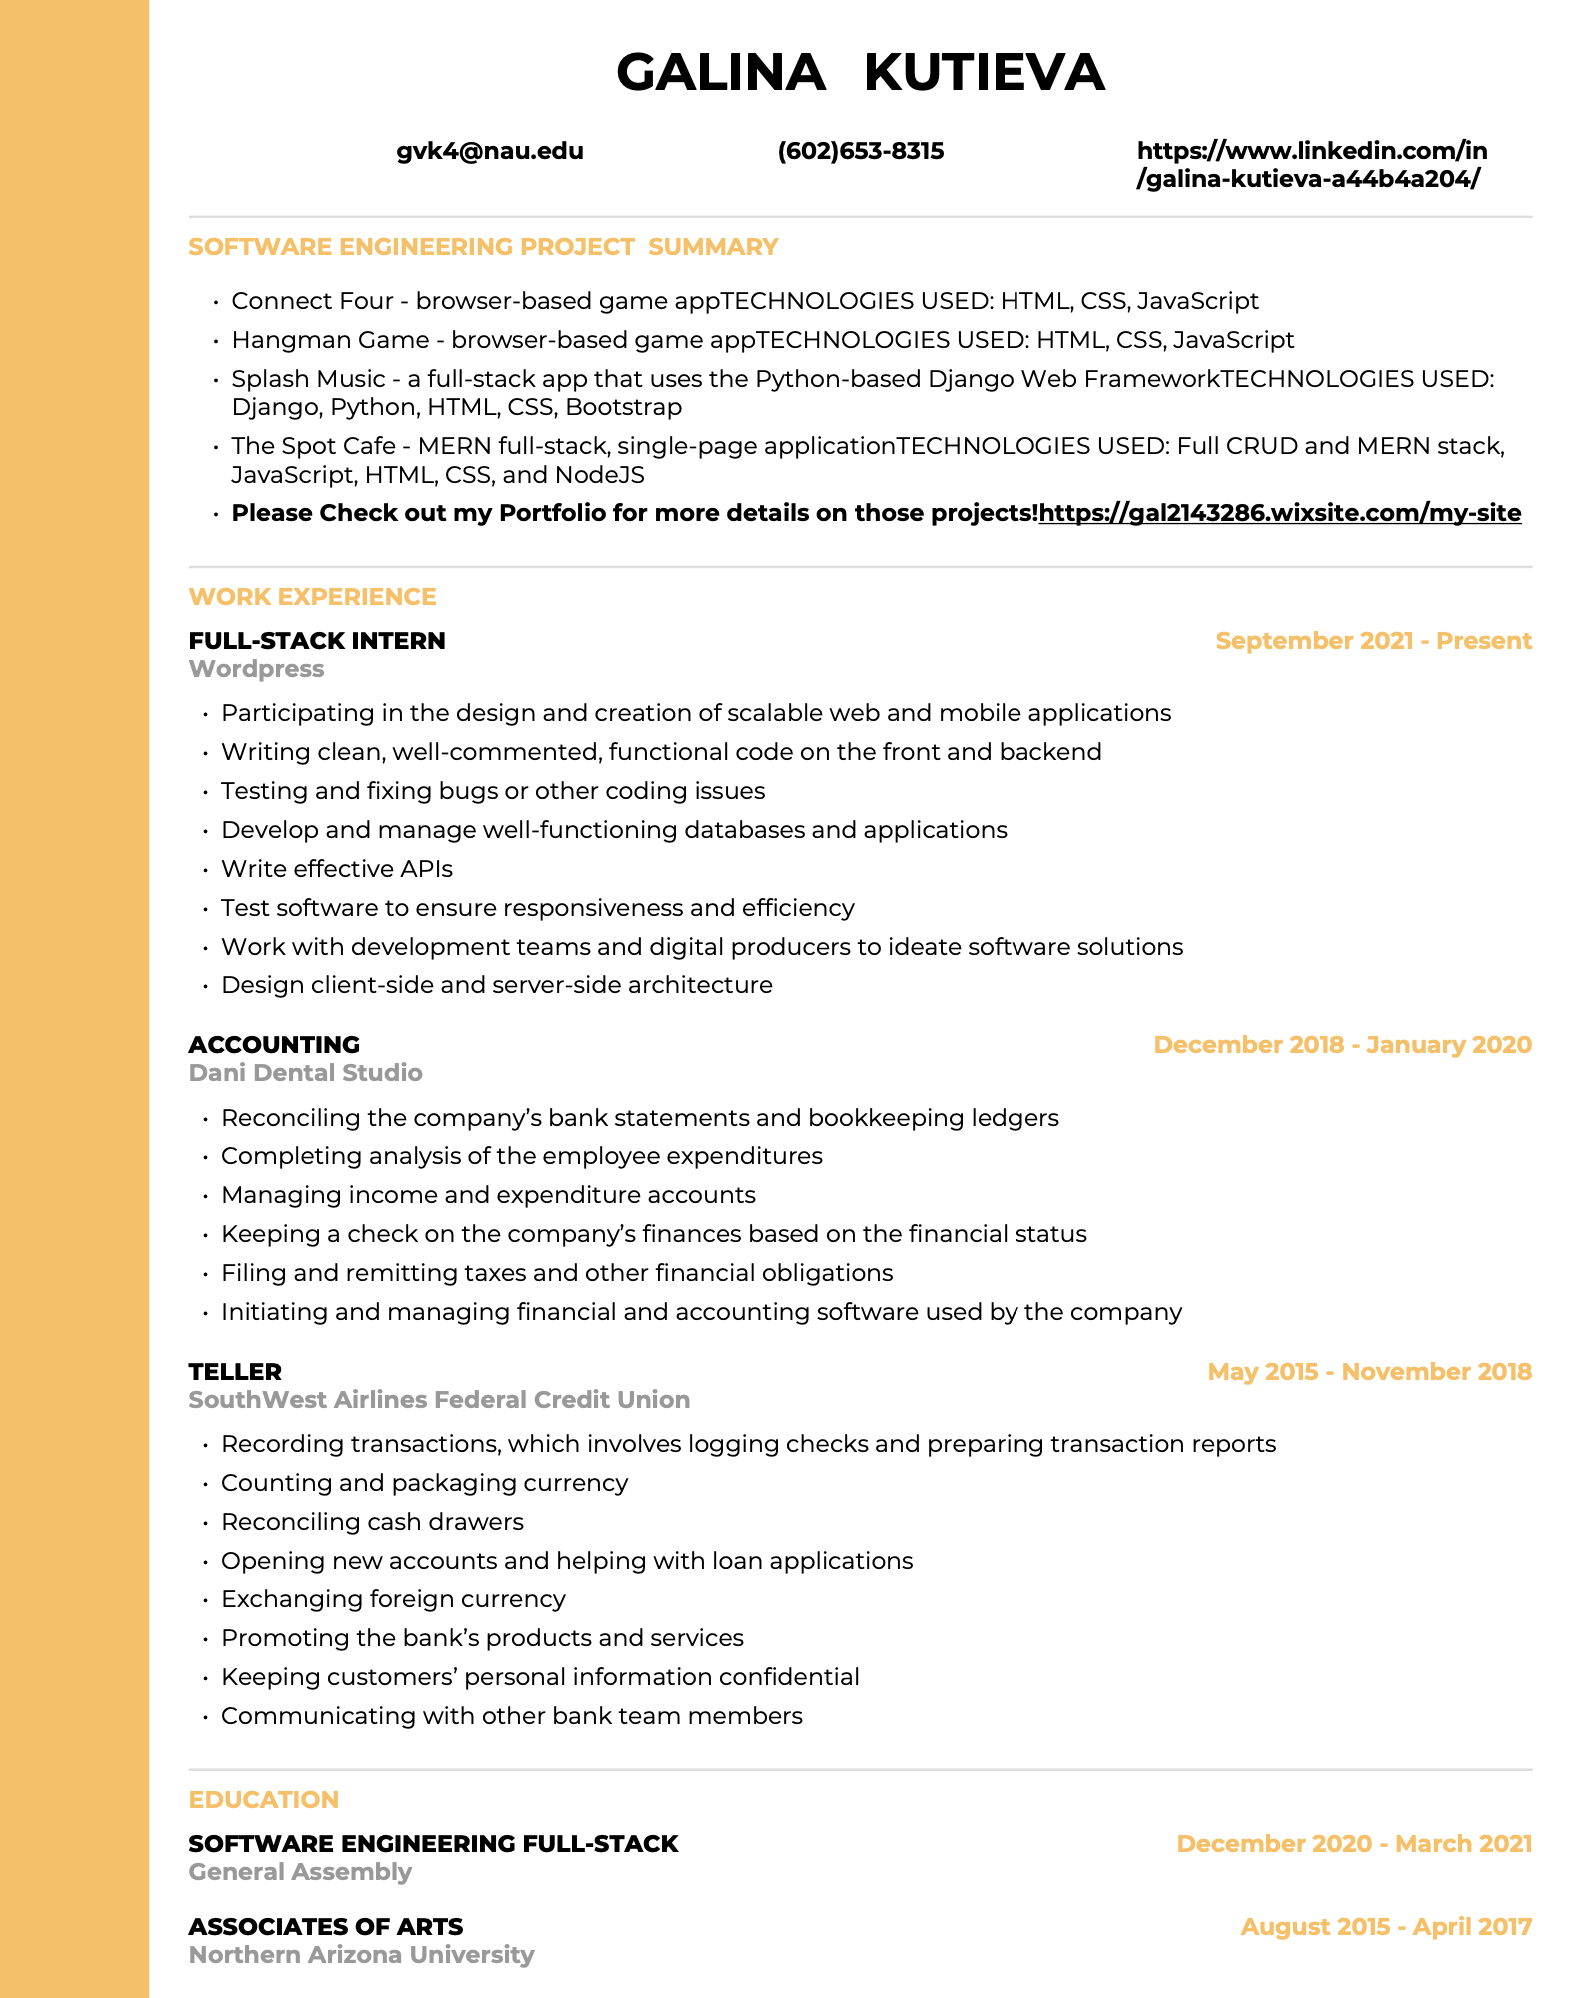 GALINA KUTIEVA
gvk4@nau.edu (602)653-8315 https://www.linkedin.com/in
/galina-kutieva-a44b4a204/
SOFTWARE ENGINEERING PROJECT SUMMARY
• Connect Four - browser-based game appTECHNOLOGIES USED: HTML, CSS, JavaScript
• Hangman Game - browser-based game appTECHNOLOGIES USED: HTML, CSS, JavaScript
• Splash Music - a full-stack app that uses the Python-based Django Web FrameworkTECHNOLOGIES USED:
Django, Python, HTML, CSS, Bootstrap
• The Spot Cafe - MERN full-stack, single-page applicationTECHNOLOGIES USED: Full CRUD and MERN stack,
JavaScript, HTML, CSS, and NodeJS
• Please Check out my Portfolio for more details on those projects!https://gal2143286.wixsite.com/my-site
WORK EXPERIENCE
FULL-STACK INTERN September 2021 - Present
Wordpress
• Participating in the design and creation of scalable web and mobile applications
• Writing clean, well-commented, functional code on the front and backend
• Testing and fixing bugs or other coding issues
• Develop and manage well-functioning databases and applications
• Write effective APIs
• Test software to ensure responsiveness and efficiency
• Work with development teams and digital producers to ideate software solutions
• Design client-side and server-side architecture
ACCOUNTING December 2018 - January 2020
Dani Dental Studio
• Reconciling the company’s bank statements and bookkeeping ledgers
• Completing analysis of the employee expenditures
• Managing income and expenditure accounts
• Keeping a check on the company’s finances based on the financial status
• Filing and remitting taxes and other financial obligations
• Initiating and managing financial and accounting software used by the company
TELLER May 2015 - November 2018
SouthWest Airlines Federal Credit Union
• Recording transactions, which involves logging checks and preparing transaction reports
• Counting and packaging currency
• Reconciling cash drawers
• Opening new accounts and helping with loan applications
• Exchanging foreign currency
• Promoting the bank’s products and services
• Keeping customers’ personal information confidential
• Communicating with other bank team members
EDUCATION
SOFTWARE ENGINEERING FULL-STACK December 2020 - March 2021
General Assembly
ASSOCIATES OF ARTS August 2015 - April 2017
Northern Arizona University